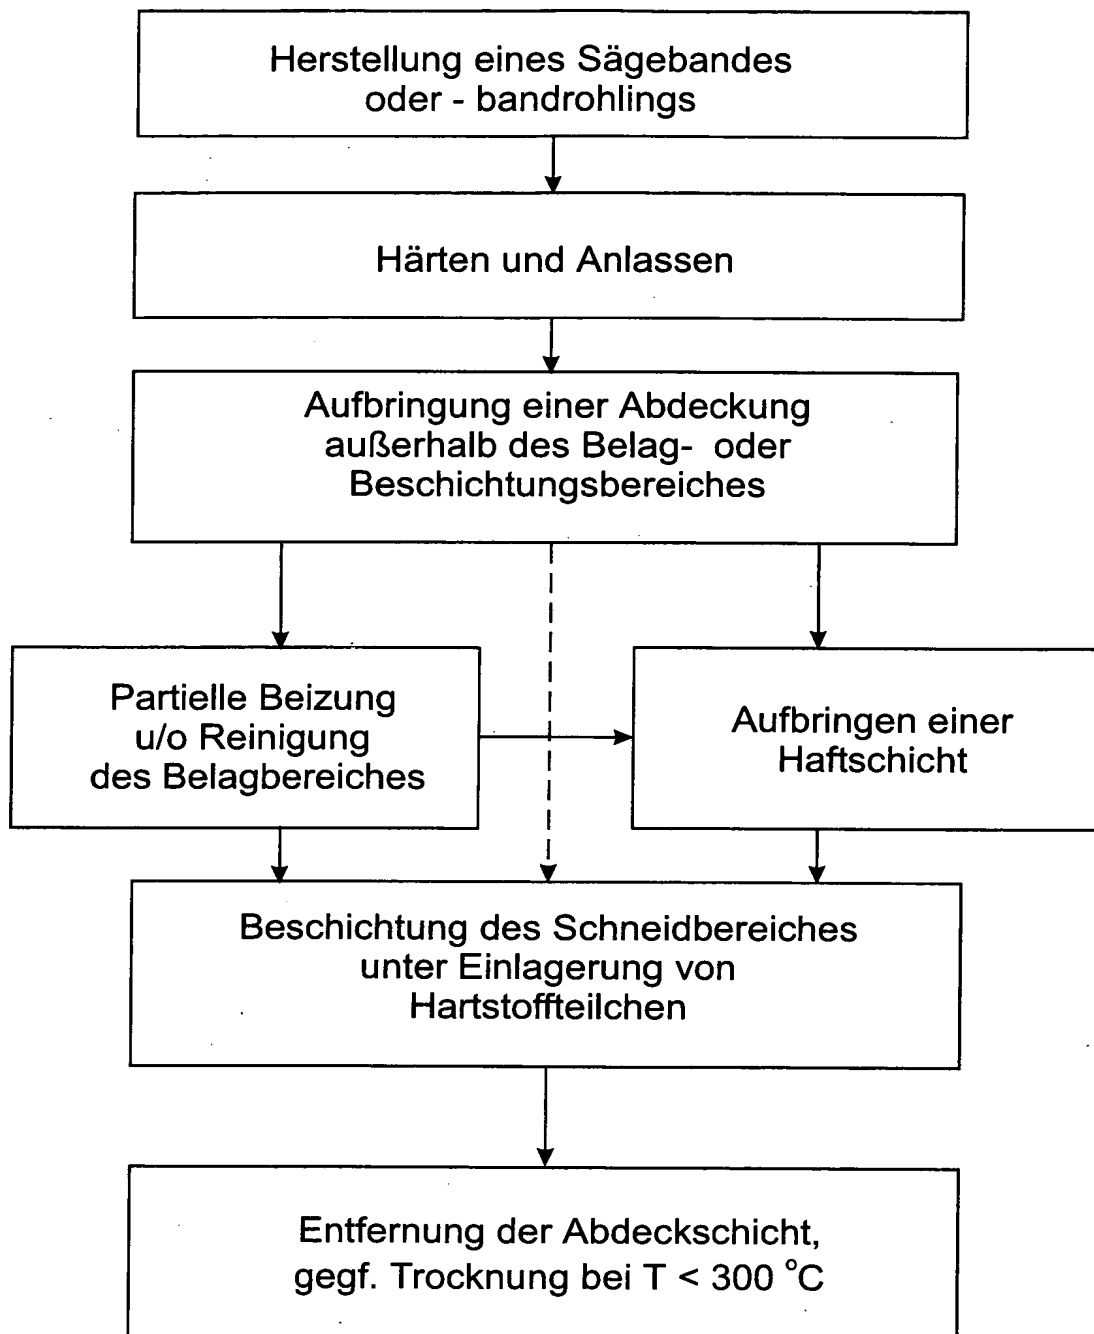 Herstellung eines Sägebandes
oder - bandrohlings
Härten und Anlassen
Aufbringung einer Abdeckung
außerhalb des Belag- oder
Beschichtungsbereiches
Partielle Beizung
u/o Reinigung
des Belagbereiches
Aufbringen einer
Haftschicht
Beschichtung des Schneidbereiches
unter Einlagerung von
Hartstoffteilchen
Entfernung der Abdeckschicht,
gegf. Trocknung bei T < 300 °C